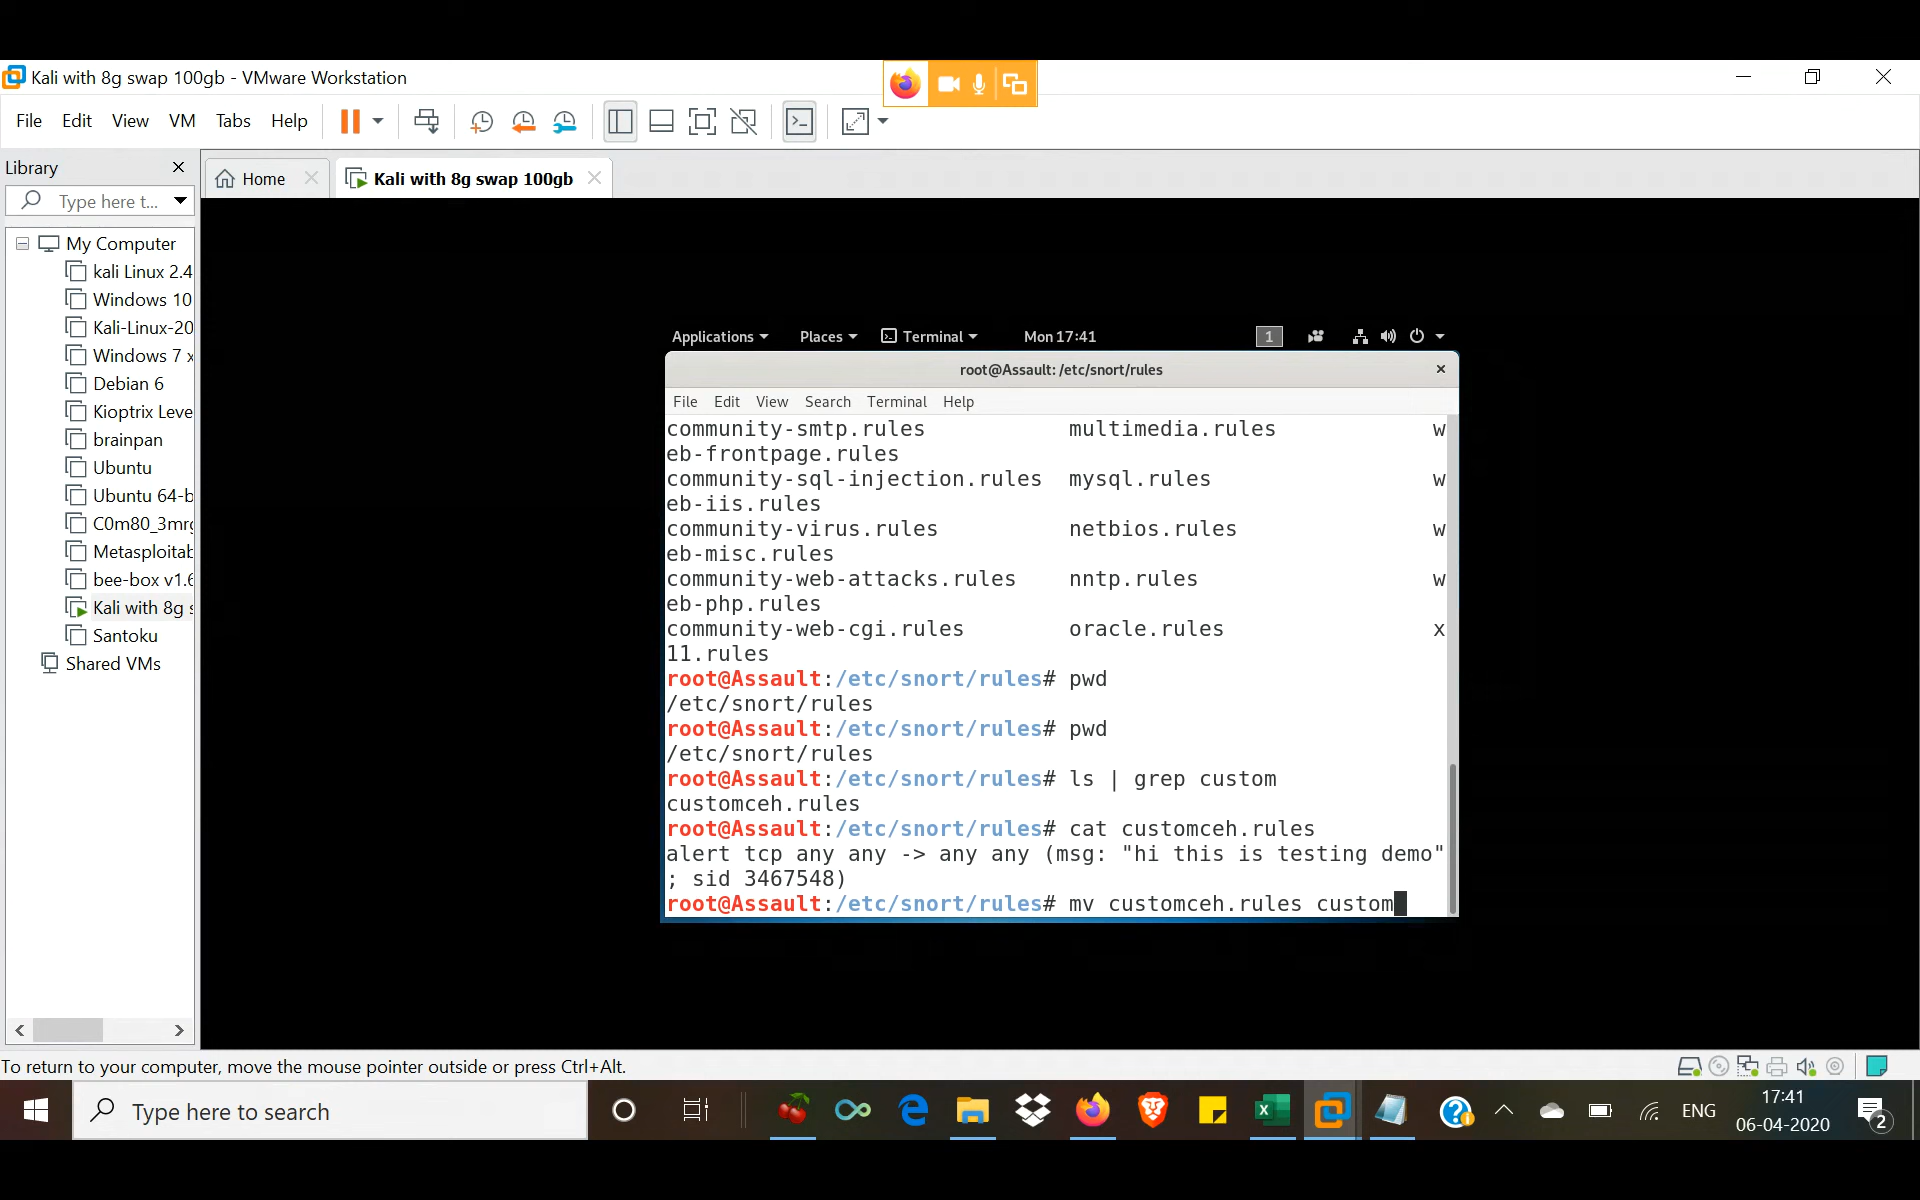 Kali with 8g swap 100gb - VMware Workstation
File Edit View VM Tabs Help
Library
Type here t...
Home
Kali with 8g swap 100gb
My Computer
kali Linux 2.4
Windows 10
Kali-Linux-20
Windows 7 x
Debian 6
Kioptrix Leve
brainpan
Ubuntu
Ubuntu 64-b
C0m80_3mrg
Metasploitab
bee-box v1.6
Kali with 8g s
Santoku
Shared VMs
Applications Places Terminal Mon 17:41 1
root@Assault: /etc/snort/rules
File Edit View Search Terminal Help
community-smtp.rules multimedia.rules w
eb-frontpage.rules
community-sql-injection.rules mysql.rules w
eb-iis.rules
community-virus.rules netbios.rules w
eb-misc.rules
community-web-attacks.rules nntp.rules w
eb-php.rules
community-web-cgi.rules oracle.rules x
11.rules
root@Assault:/etc/snort/rules# pwd
/etc/snort/rules
root@Assault:/etc/snort/rules# pwd
/etc/snort/rules
root@Assault:/etc/snort/rules# ls | grep custom
customceh.rules
root@Assault:/etc/snort/rules# cat customceh.rules
alert tcp any any -> any any (msg: "hi this is testing demo"
; sid 3467548)
root@Assault:/etc/snort/rules# mv customceh.rules custom
To return to your computer, move the mouse pointer outside or press Ctrl+Alt.
Type here to search
ENG
17:41
06-04-2020
2